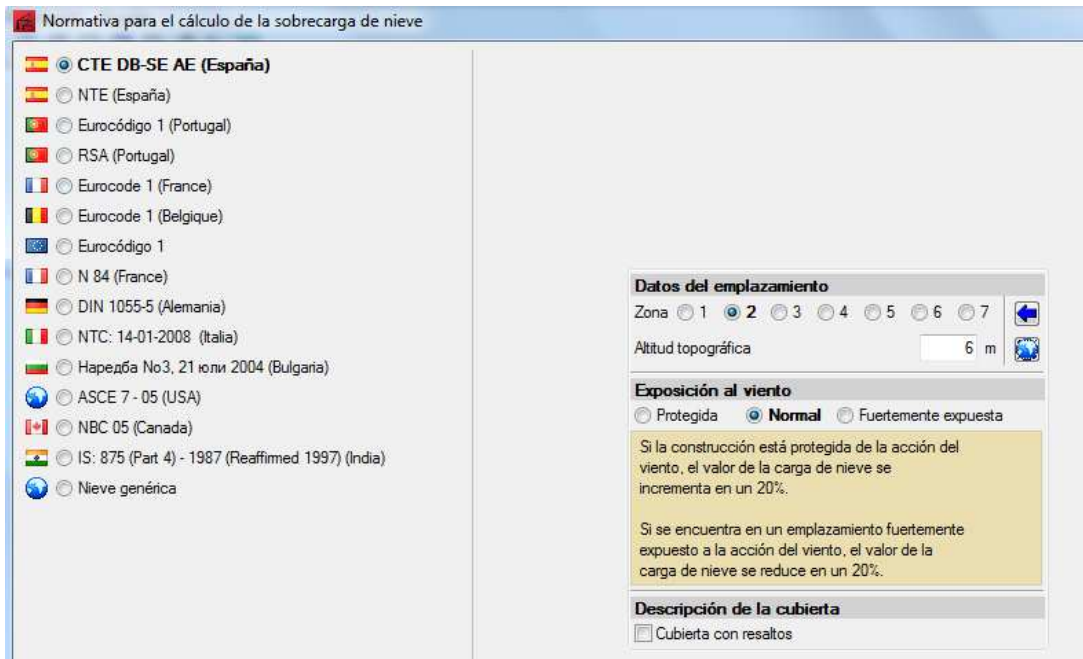 Normativa para el cálculo de la sobrecarga de nieve
CTE DB-SE AE (España)
NTE (España)
Eurocódigo 1 (Portugal)
RSA (Portugal)
Eurocode 1 (France)
Eurocode 1 (Belgique)
Eurocódigo 1
N 84 (France)
DIN 1055-5 (Alemania)
NTC: 14-01-2008 (Italia)
Наредба No3, 21 юли 2004 (Bulgaria)
ASCE 7 - 05 (USA)
NBC 05 (Canada)
IS: 875 (Part 4) - 1987 (Reaffirmed 1997) (India)
Nieve genérica
Datos del emplazamiento
Zona 1 2 3 4 5 6 7
Altitud topográfica 6 m
Exposición al viento
Protegida Normal Fuertemente expuesta
Si la construcción está protegida de la acción del
viento, el valor de la carga de nieve se
incrementa en un 20%.
Si se encuentra en un emplazamiento fuertemente
expuesto a la acción del viento, el valor de la
carga de nieve se reduce en un 20%.
Descripción de la cubierta
Cubierta con resaltos